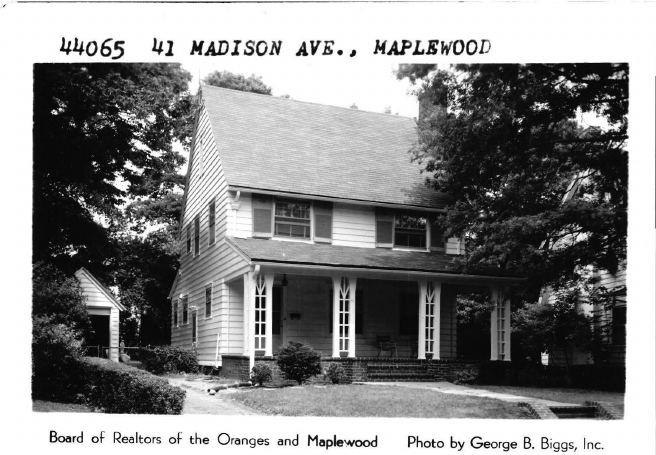 44065 41 MADISON AVE., MAPLEWOOD
Board of Realtors of the Oranges and Maplewood Photo by George B. Biggs, Inc.